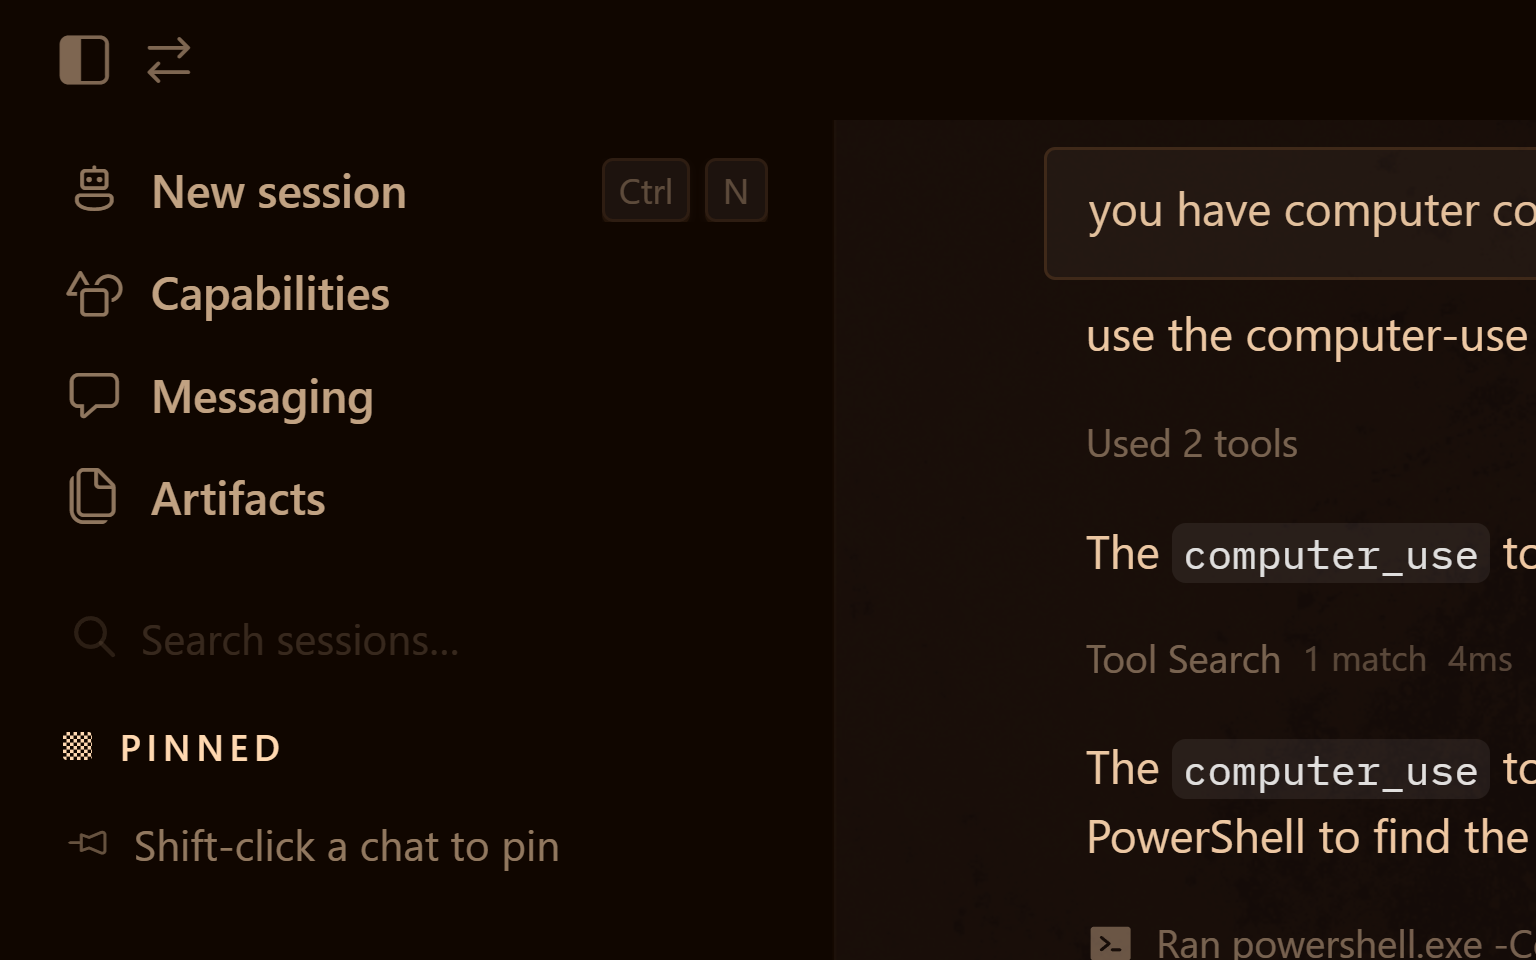 New session Ctrl N
Capabilities
Messaging
Artifacts
Search sessions...
PINNED
Shift-click a chat to pin
you have computer co
use the computer-use
Used 2 tools
The computer_use to
Tool Search 1 match 4ms
The computer_use to
PowerShell to find the
Ran powershell.exe -Co